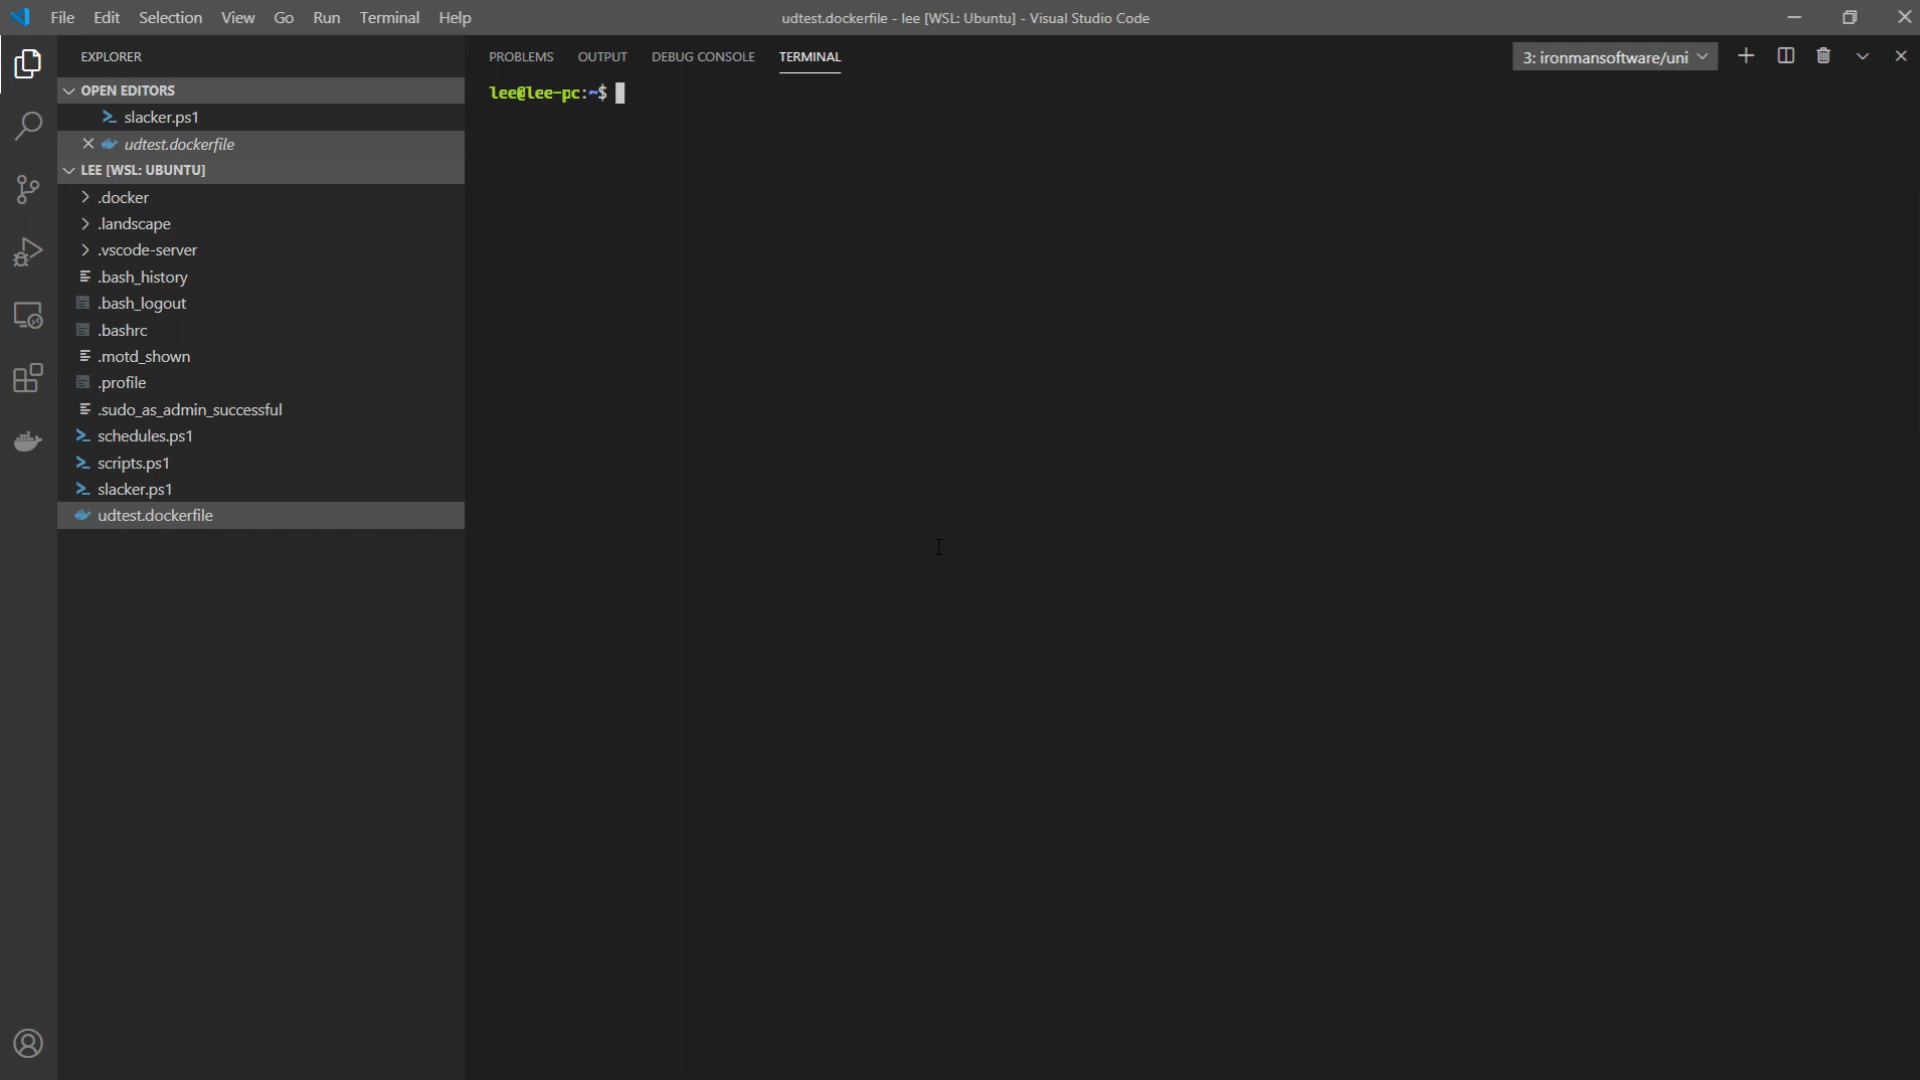 File Edit Selection View Go Run Terminal Help
udtest.dockerfile - lee [WSL: Ubuntu] - Visual Studio Code
EXPLORER
OPEN EDITORS
slacker.ps1
udtest.dockerfile
LEE [WSL: UBUNTU]
.docker
.landscape
.vscode-server
.bash_history
.bash_logout
.bashrc
.motd_shown
.profile
.sudo_as_admin_successful
schedules.ps1
scripts.ps1
slacker.ps1
udtest.dockerfile
PROBLEMS OUTPUT DEBUG CONSOLE TERMINAL
3: ironmansoftware/uni
lee@lee-pc:~$